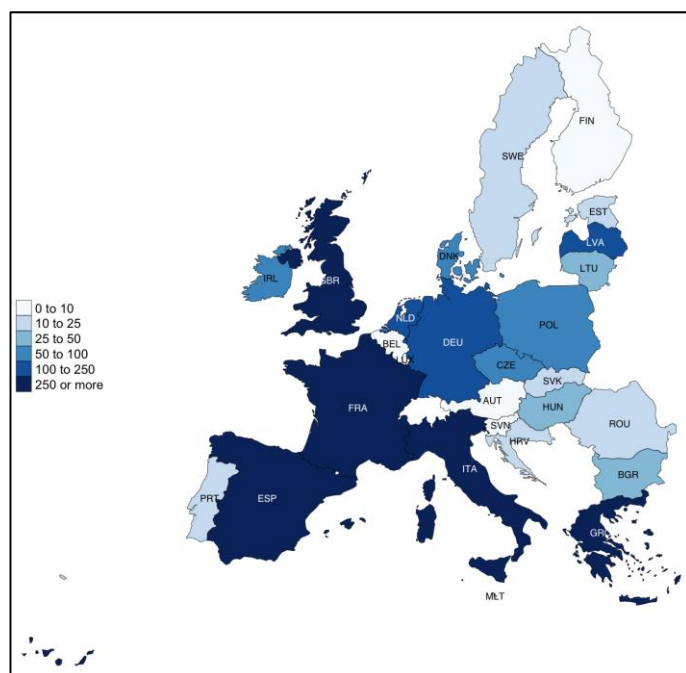 FIN
SWE
EST
LVA
DNK
LTU
IRL
GBR
0 to 10
10 to 25
25 to 50
50 to 100
100 to 250
250 or more
NLD
POL
BEL
DEU
LUX
CZE
SVK
FRA
AUT
HUN
SVN
ROU
HRV
ITA
BGR
PRT
ESP
GRC
MLT